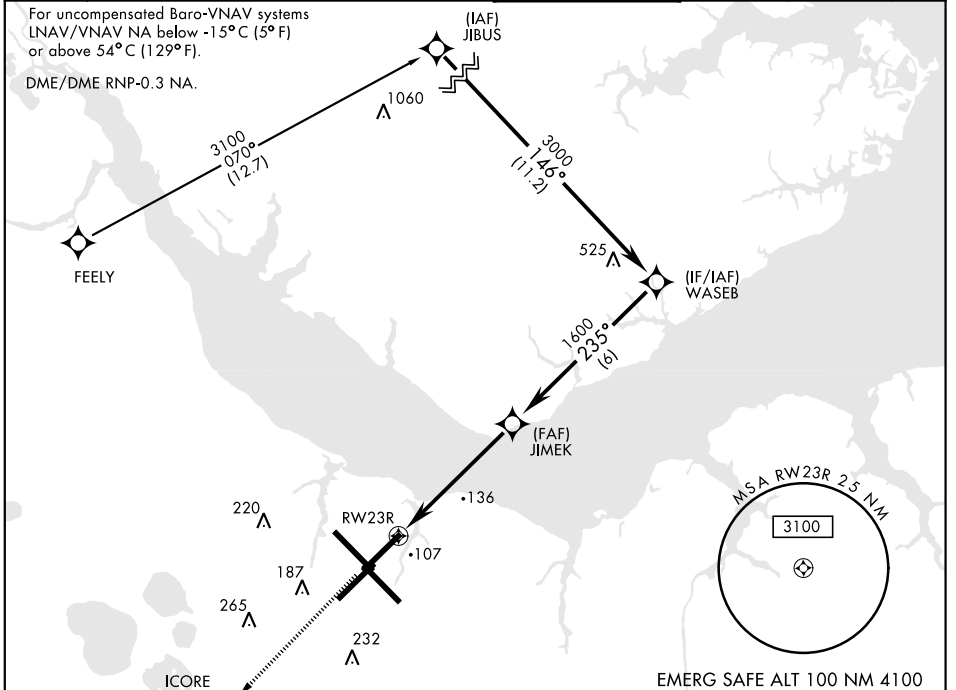 For uncompensated Baro-VNAV systems
LNAV/VNAV NA below -15°C (5°F)
or above 54°C (129°F).
DME/DME RNP-0.3 NA.
(IAF)
JIBUS
1060
3100
070°
(12.7)
3000
146°
(11.2)
FEELY
525
(IF/IAF)
WASEB
1600
235°
(6)
(FAF)
JIMEK
136
RW23R
107
220
187
265
232
ICORE
MSA RW23R 25 NM
3100
EMERG SAFE ALT 100 NM 4100